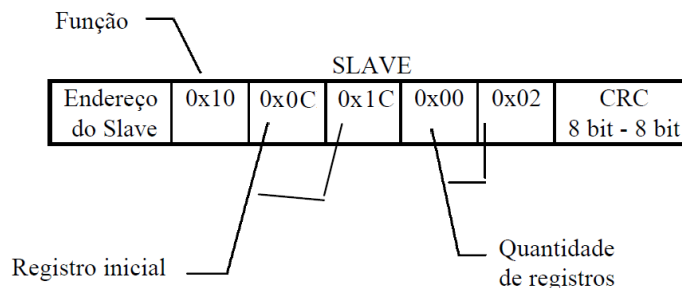 Função
SLAVE
Endereço
do Slave
0x10
0x0C
0x1C
0x00
0x02
CRC
8 bit - 8 bit
Registro inicial
Quantidade
de registros